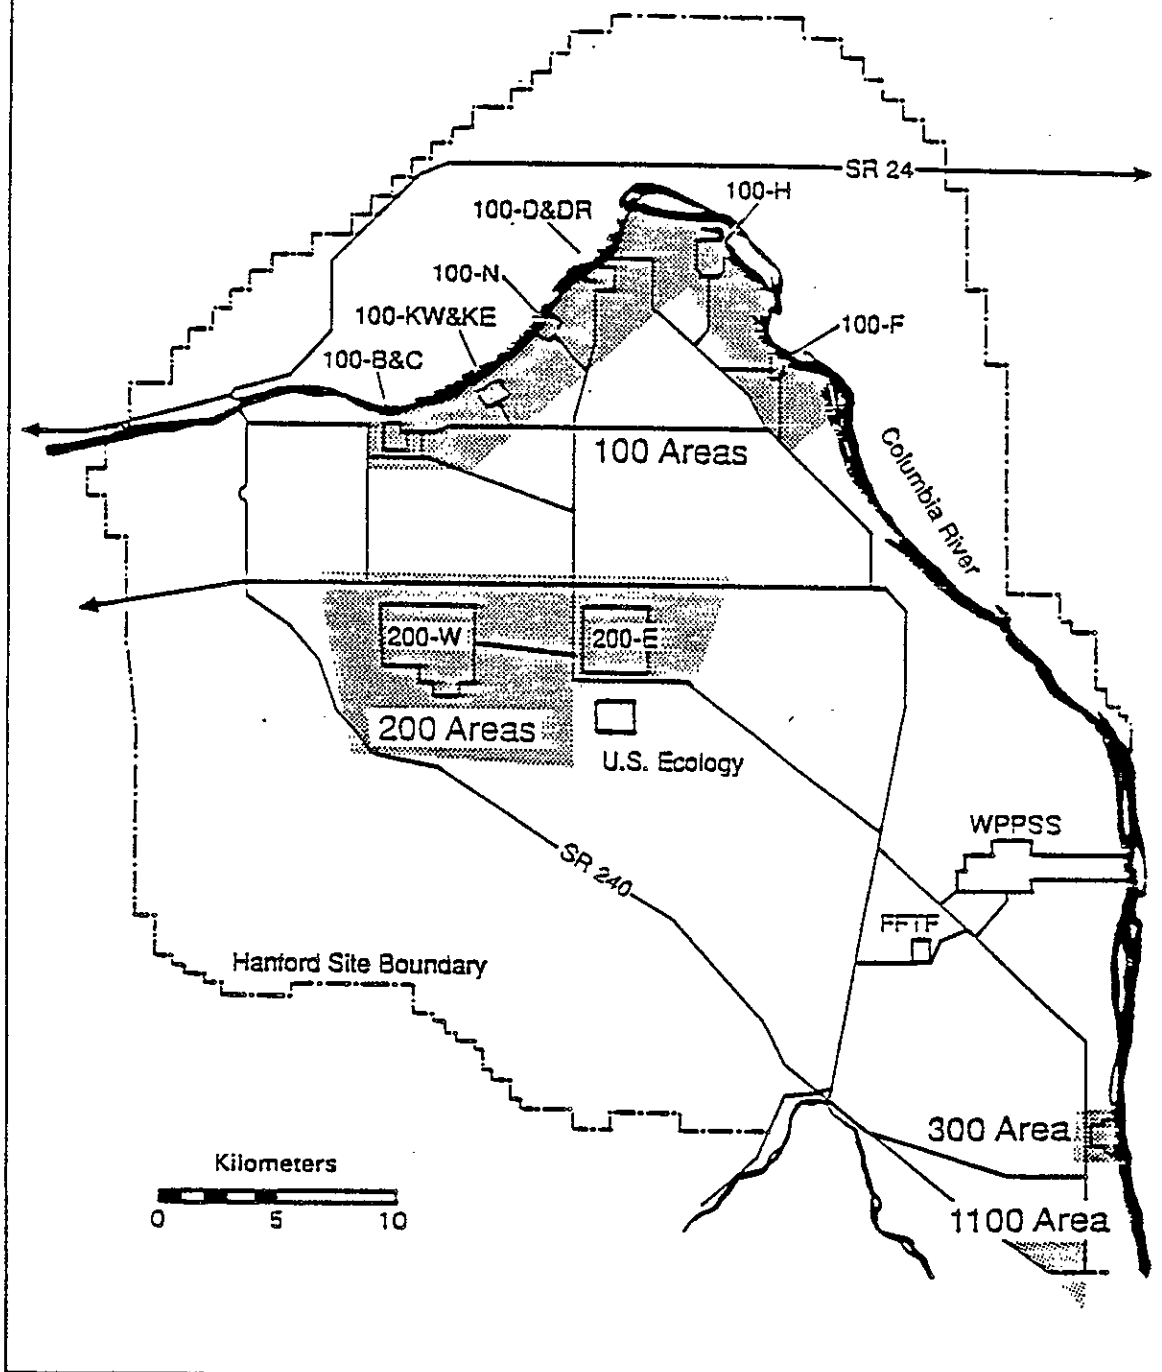 SR 24
100-H
100-D&DR
100-N
100-KW&KE
100-F
100-B&C
100 Areas
Columbia River
200-W
200-E
200 Areas
U.S. Ecology
WPPSS
SR 240
FFTF
Hanford Site Boundary
300 Area
Kilometers
0 5 10
1100 Area